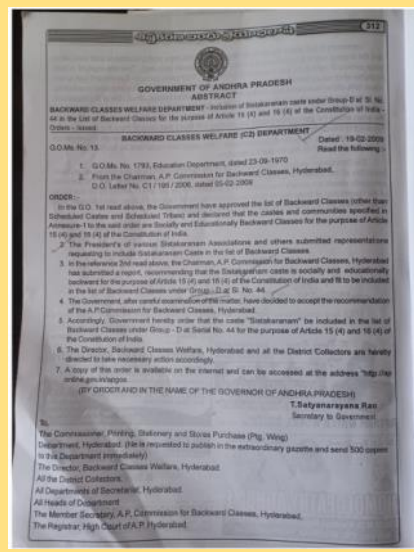 312
GOVERNMENT OF ANDHRA PRADESH
ABSTRACT
BACKWARD CLASSES WELFARE DEPARTMENT - Inclusion of Sistakaranam caste under Group-D at Sl. No.
44 in the List of Backward Classes for the purpose of Article 15 (4) and 16 (4) of the Constitution of India -
Orders - Issued.
BACKWARD CLASSES WELFARE (C2) DEPARTMENT
G.O.Ms. No. 13. Dated : 19-02-2009
Read the following :-
1. G.O.Ms. No. 1793, Education Department, dated 23-09-1970
2. From the Chairman, A.P. Commission for Backward Classes, Hyderabad,
D.O. Letter No. C1 / 195 / 2006, dated 05-02-2009
ORDER:-
In the G.O. 1st read above, the Government have approved the list of Backward Classes (other than
Scheduled Castes and Scheduled Tribes) and declared that the castes and communities specified in
Annexure-I to the said order are Socially and Educationally Backward Classes for the purpose of Article
15 (4) and 16 (4) of the Constitution of India.
2. The President's of various Sistakaranam Associations and others submitted representations
requesting to include Sistakaranam Caste in the list of Backward Classes.
3. In the reference 2nd read above, the Chairman, A.P. Commission for Backward Classes, Hyderabad
has submitted a report, recommending that the Sistakaranam caste is socially and educationally
backward for the purpose of Article 15 (4) and 16 (4) of the Constitution of India and fit to be included
in the list of Backward Classes under Group - D at Sl. No. 44.
4. The Government, after careful examination of the matter, have decided to accept the recommendation
of the A.P Commission for Backward Classes, Hyderabad.
5. Accordingly, Government hereby order that the caste "Sistakaranam" be included in the list of
Backward Classes under Group - D at Serial No. 44 for the purpose of Article 15 (4) and 16 (4) of
the Constitution of India.
6. The Director, Backward Classes Welfare, Hyderabad and all the District Collectors are hereby
directed to take necessary action accordingly.
7. A copy of this order is available on the internet and can be accessed at the address "http://ap
online.gov.in/apgos.
(BY ORDER AND IN THE NAME OF THE GOVERNOR OF ANDHRA PRADESH)
T.Satyanarayana Rao
Secretary to Government
To,
The Commissioner, Printing, Stationery and Stores Purchase (Ptg. Wing)
Department, Hyderabad. (He is requested to publish in the extraordinary gazette and send 500 copies
to this Department immediately)
The Director, Backward Classes Welfare, Hyderabad.
All the District Collectors.
All Departments of Secretariat, Hyderabad.
All Heads of Department
The Member Secretary, A.P. Commission for Backward Classes, Hyderabad.
The Registrar, High Court of A.P. Hyderabad.